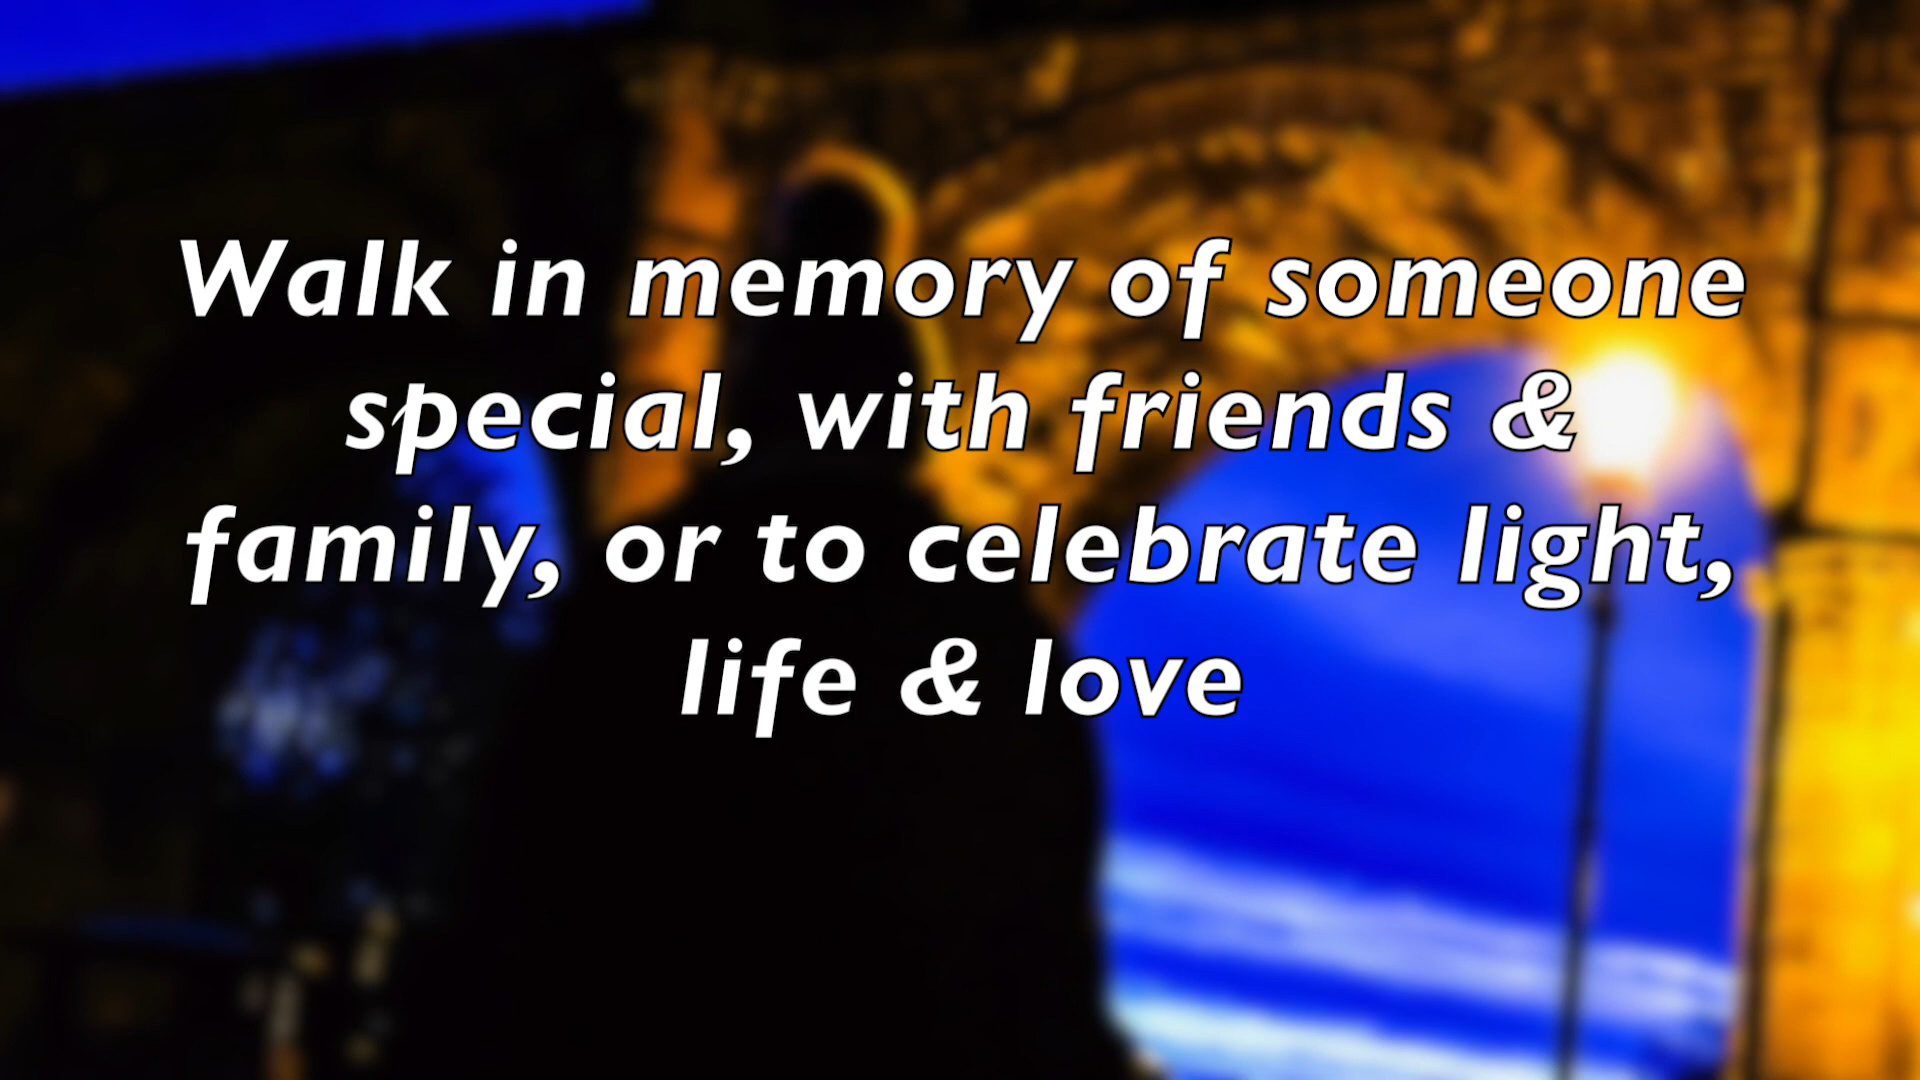 Walk in memory of someone
special, with friends &
family, or to celebrate light,
life & love